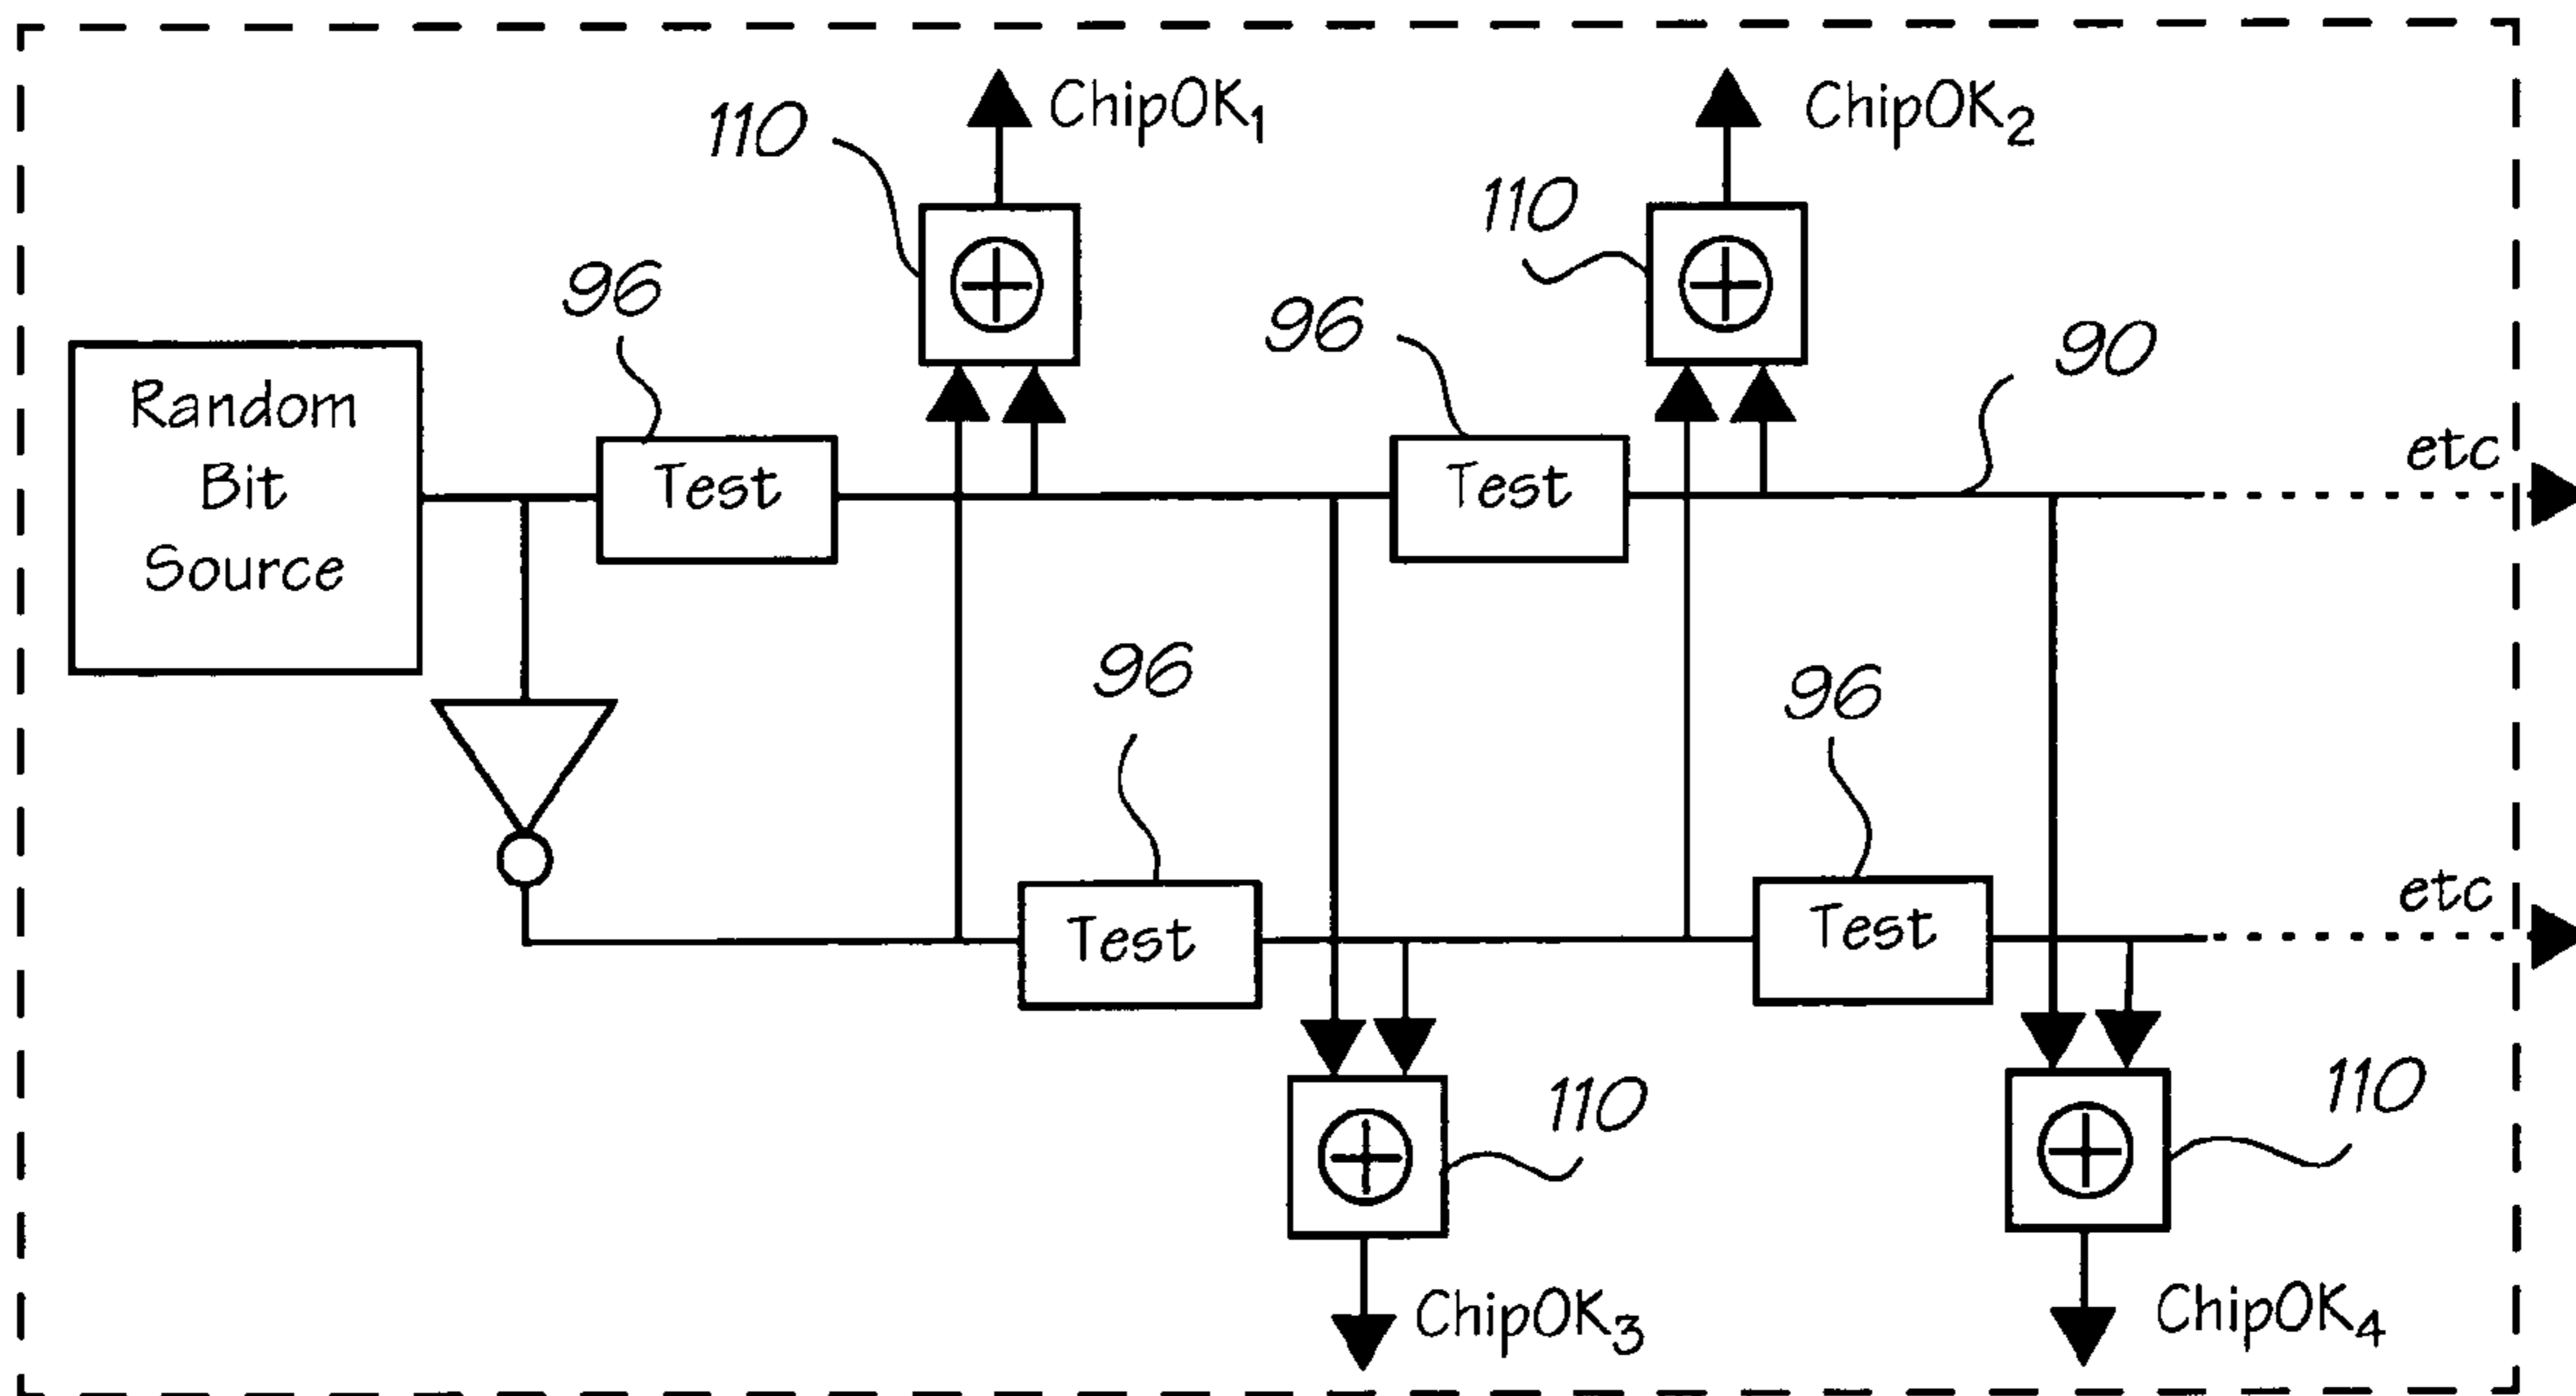 ChipOK₁
ChipOK₂
110
110
96
96
90
Random
Bit
Source
Test
Test
etc
96
96
Test
Test
etc
110
110
ChipOK₃
ChipOK₄